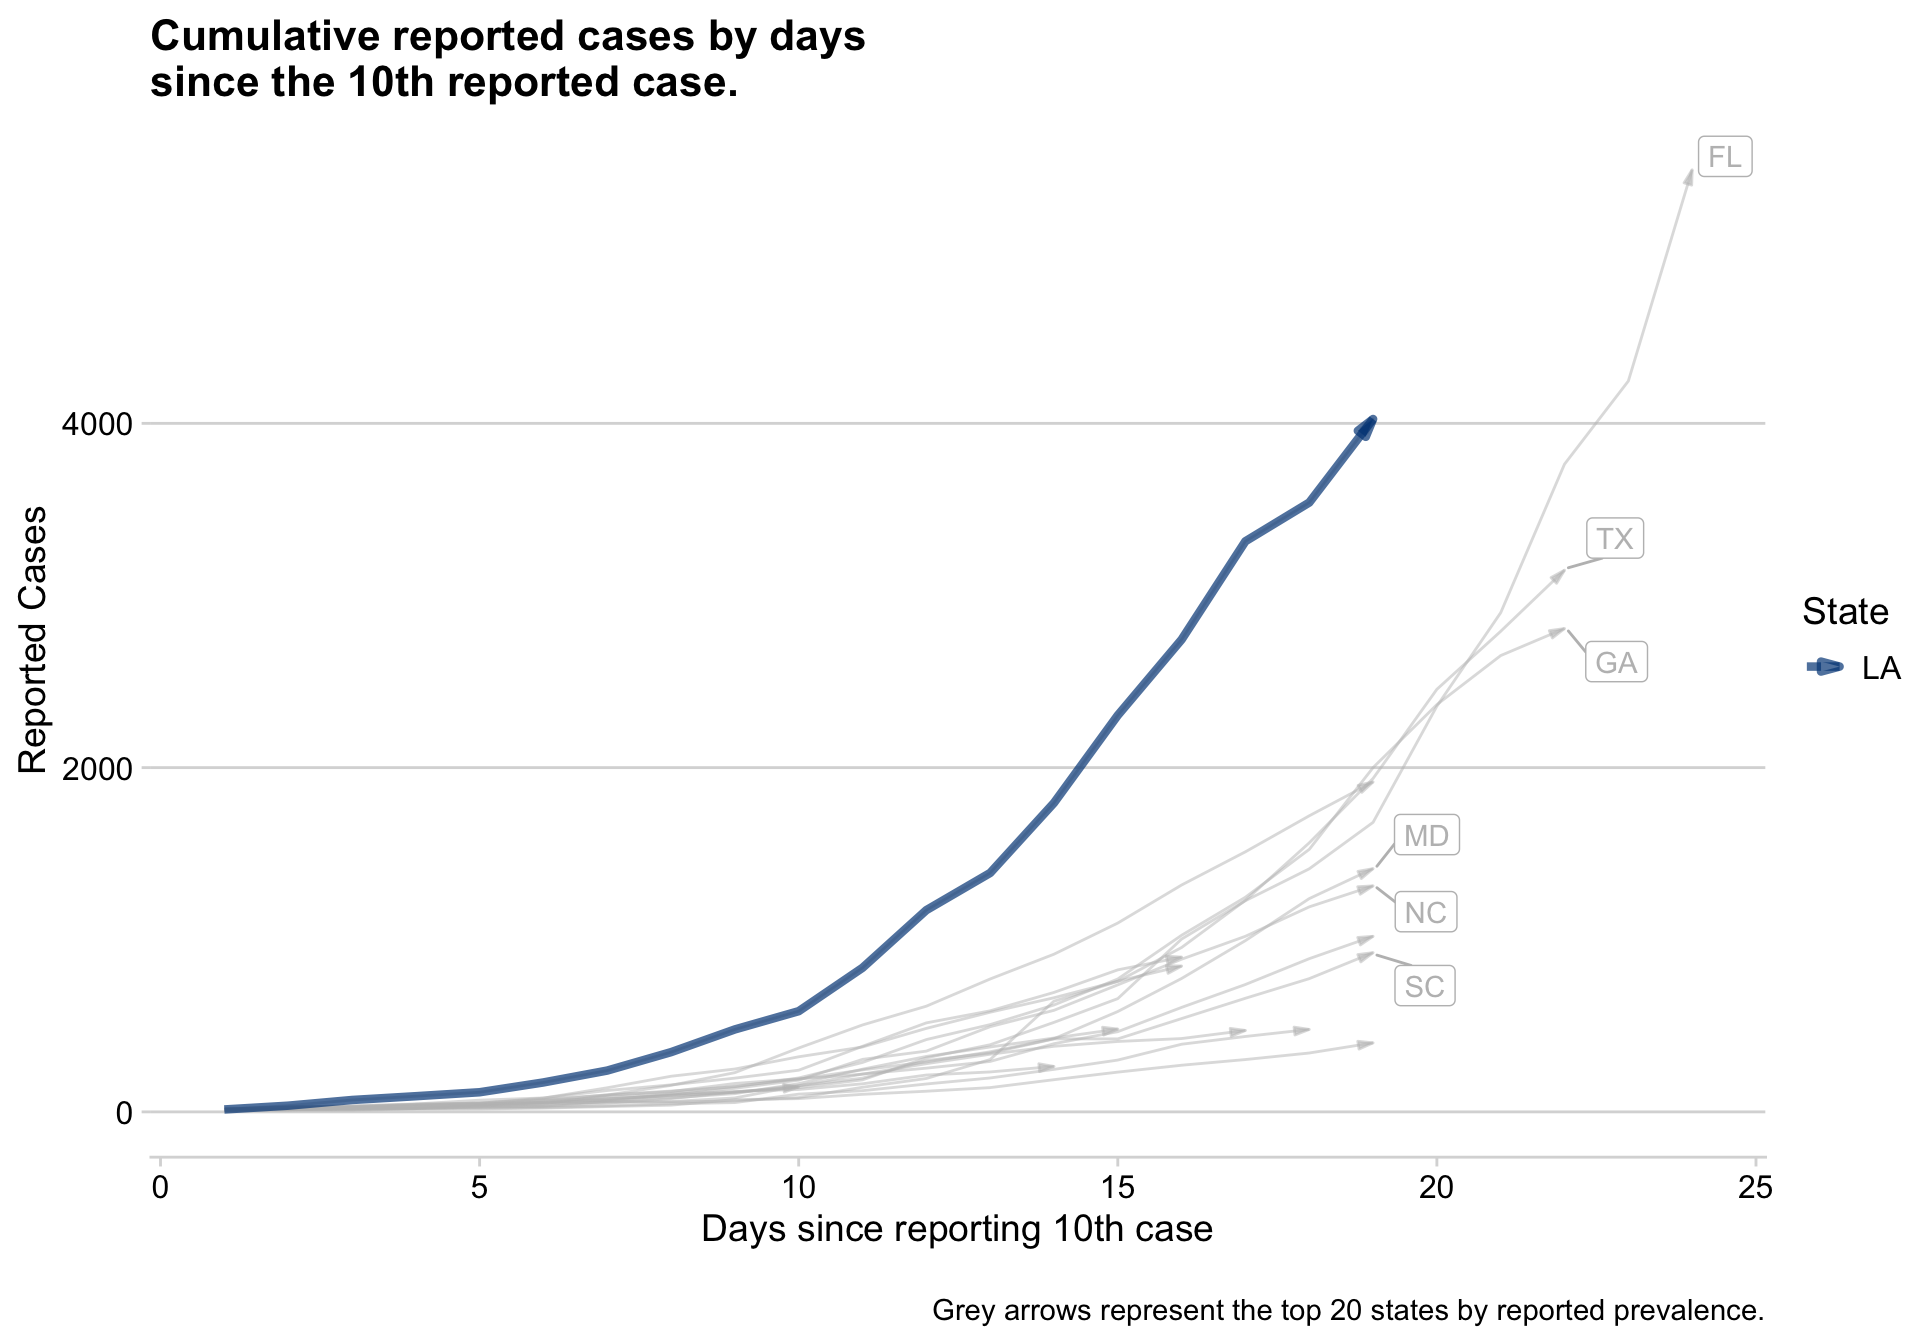 Cumulative reported cases by days
since the 10th reported case.
FL
4000
TX
Reported Cases
State
GA
LA
2000
MD
NC
SC
0
0 5 10 15 20 25
Days since reporting 10th case
Grey arrows represent the top 20 states by reported prevalence.